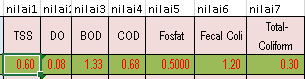 nilai1 nilai2 nilai3 nilai4 nilai5 nilai6 nilai7
TSS DO BOD COD Fosfat Fecal Coli Total-
Coliform
0.60 0.08 1.33 0.68 0.5000 1.20 0.30